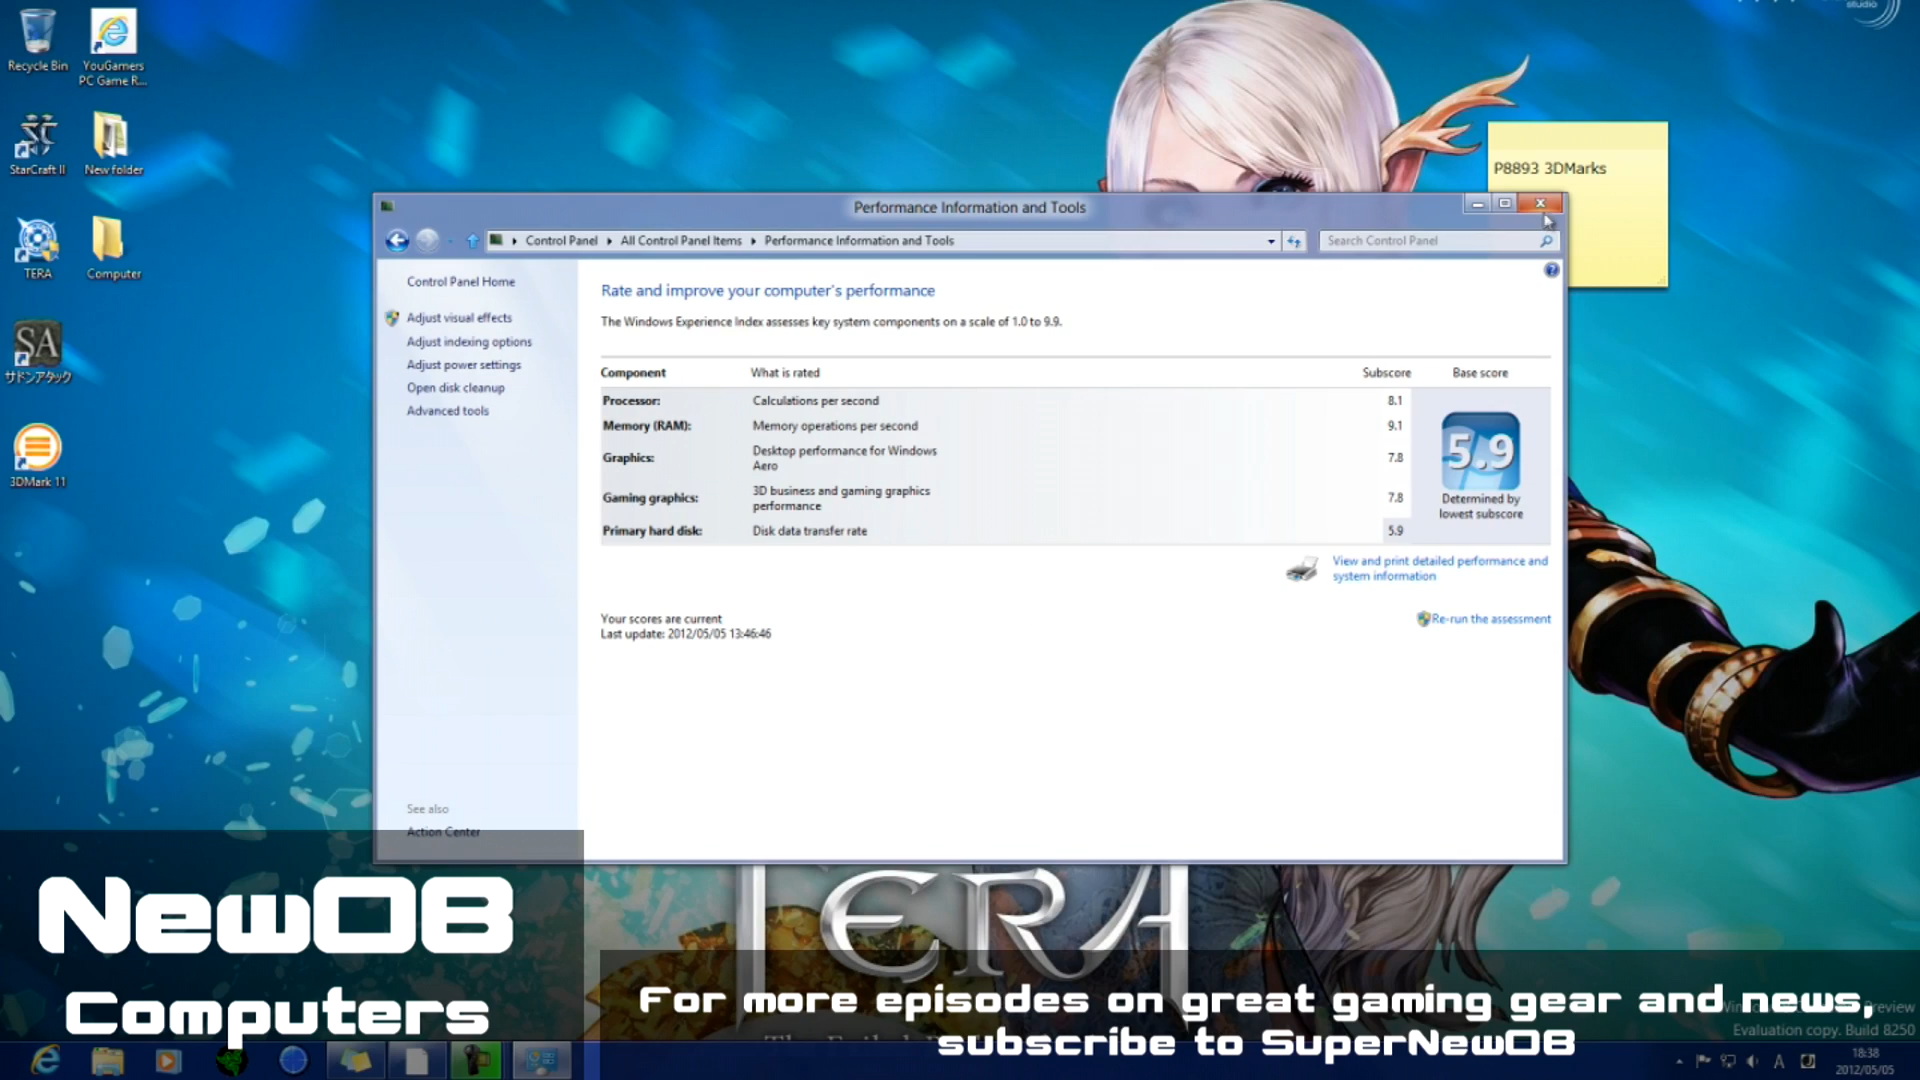 studio
Recycle Bin
YouGamers
PC Game R...
StarCraft II
New folder
TERA
Computer
SA
サドンアタック
3DMark 11
P8893 3DMarks
Performance Information and Tools
Control Panel
All Control Panel Items
Performance Information and Tools
Search Control Panel
Control Panel Home
Adjust visual effects
Adjust indexing options
Adjust power settings
Open disk cleanup
Advanced tools
See also
Action Center
Rate and improve your computer's performance
The Windows Experience Index assesses key system components on a scale of 1.0 to 9.9.
Component What is rated Subscore Base score
Processor: Calculations per second 8.1
Memory (RAM): Memory operations per second 9.1
Graphics: Desktop performance for Windows
Aero 7.8
Gaming graphics: 3D business and gaming graphics
performance 7.8
Primary hard disk: Disk data transfer rate 5.9
5.9
Determined by
lowest subscore
View and print detailed performance and
system information
Your scores are current
Last update: 2012/05/05 13:46:46
Re-run the assessment
TERA
NewOB
Computers
For more episodes on great gaming gear and news,
subscribe to SuperNewOB
Evaluation copy. Build 8250
A
18:38
2012/05/05